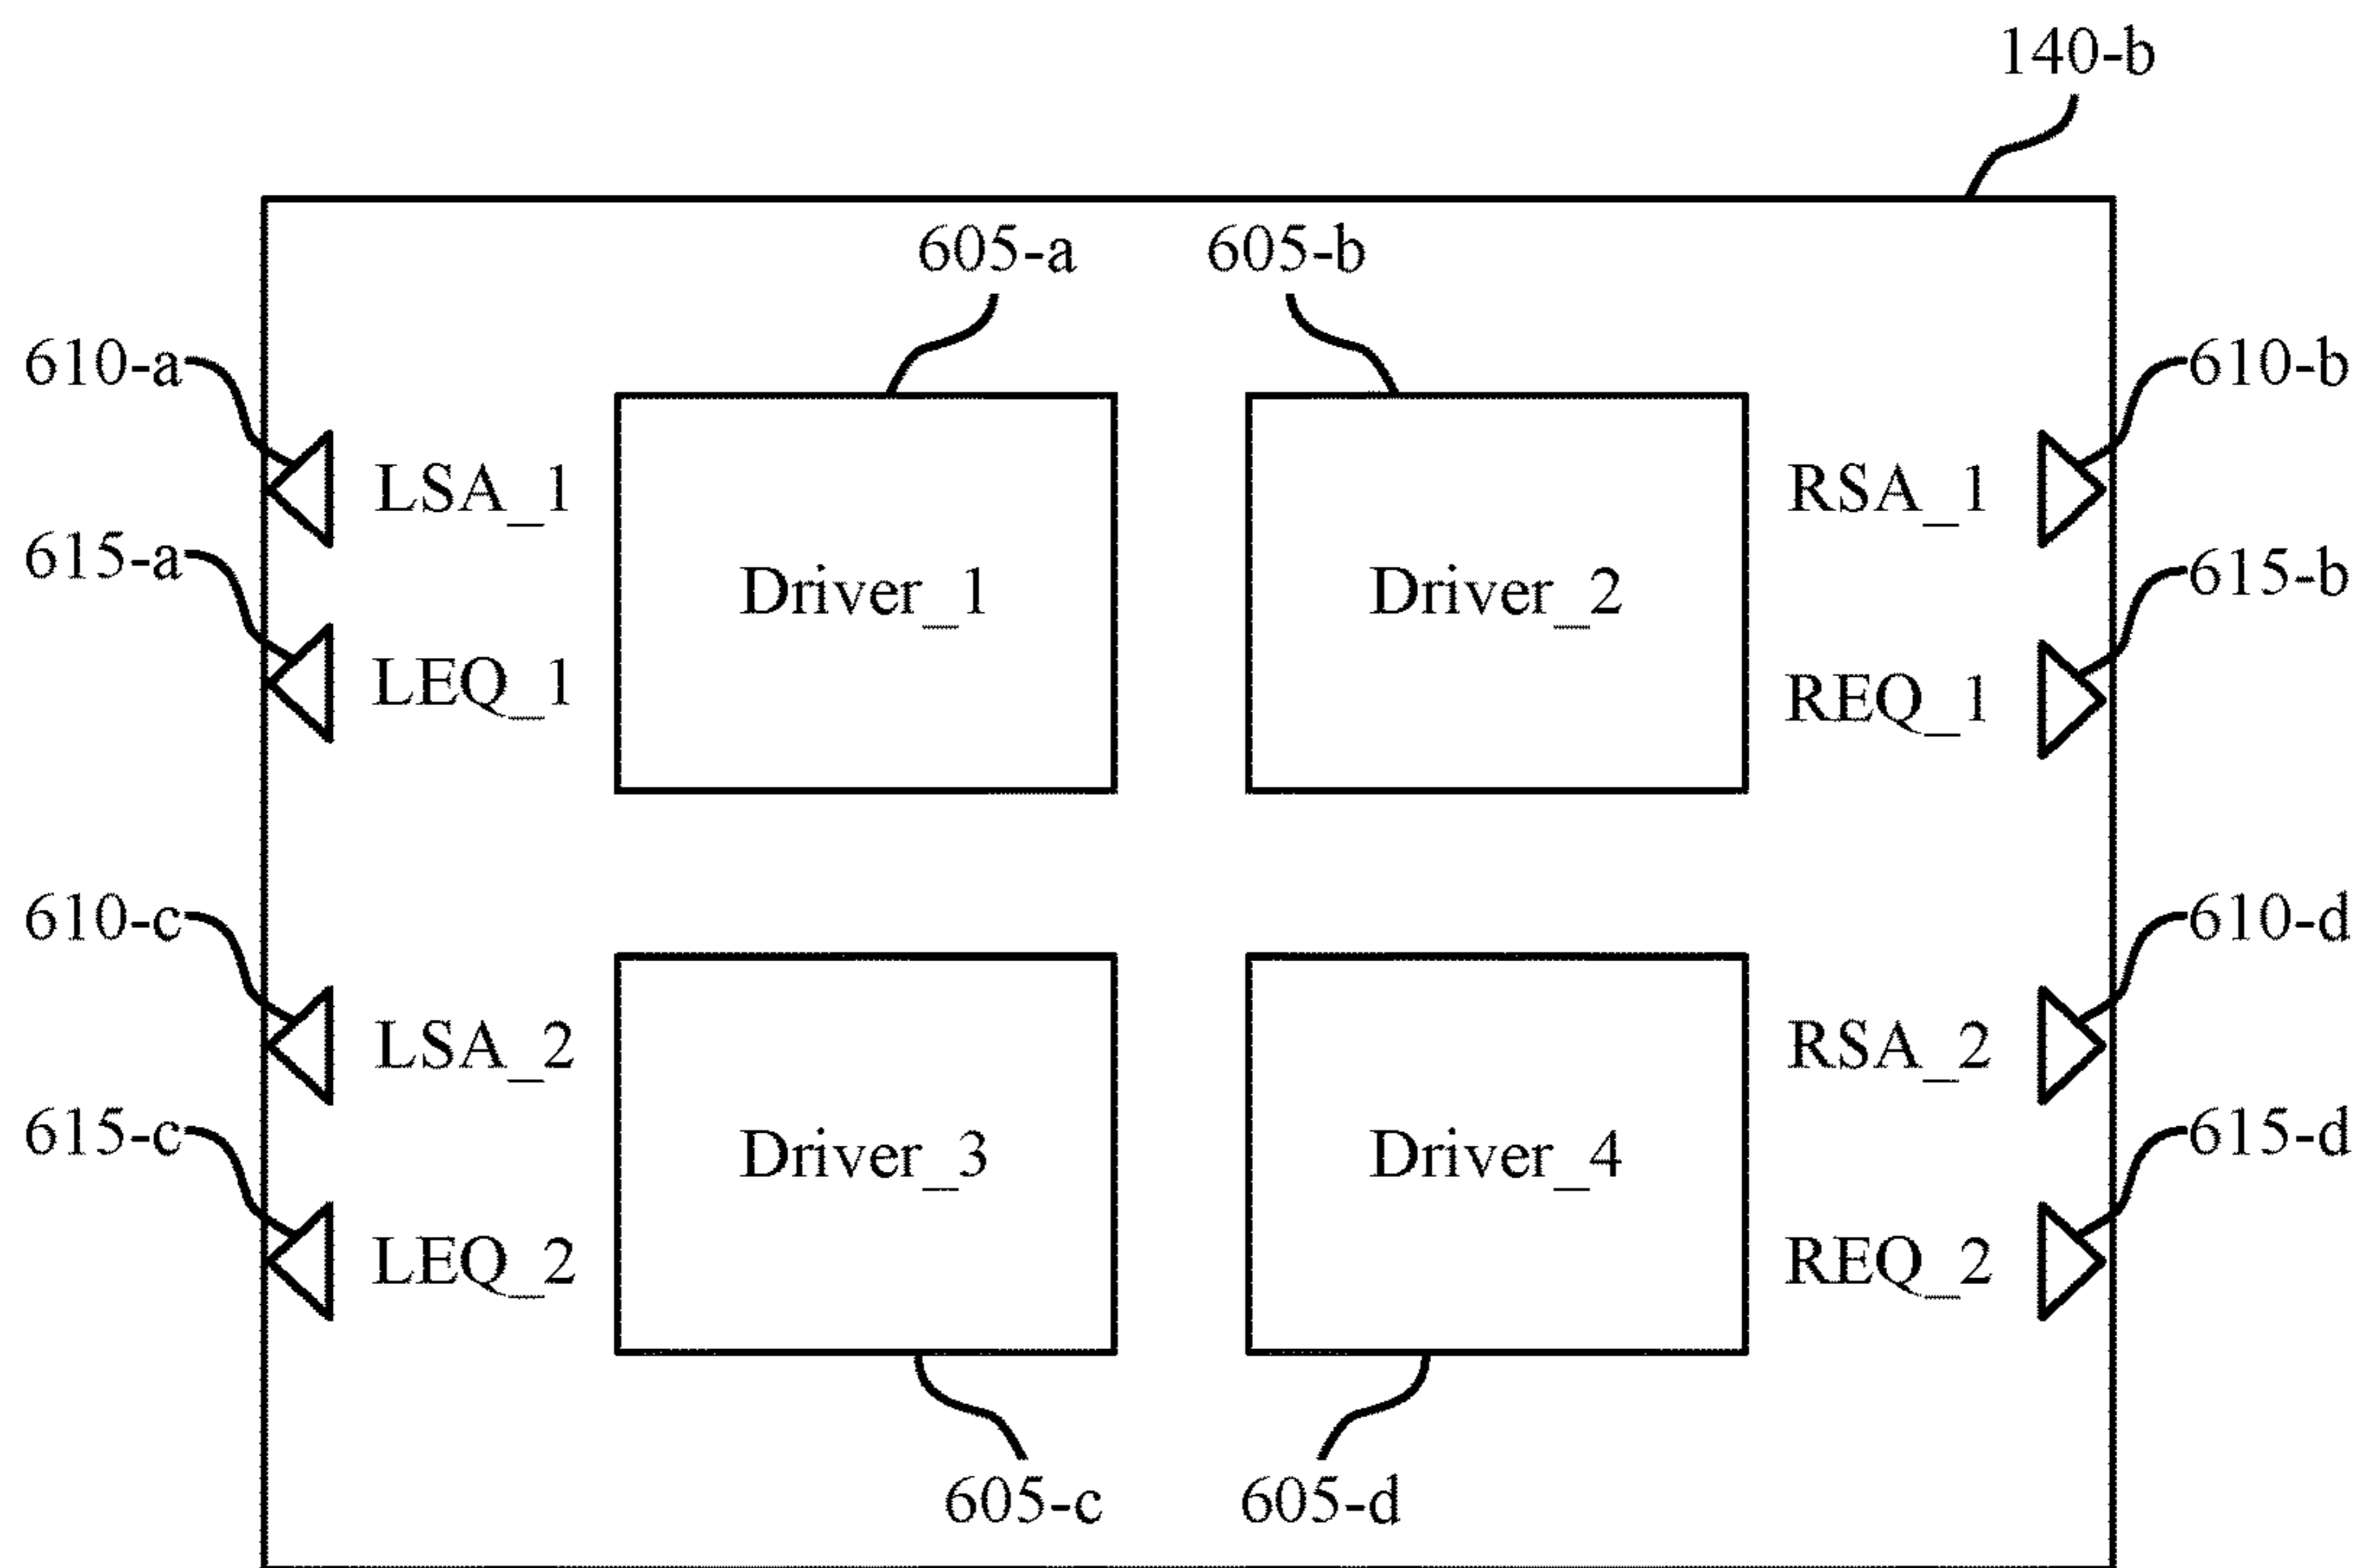 140-b
605-a 605-b
610-a 610-b
LSA_1 RSA_1
615-a 615-b
Driver_1 Driver_2
LEQ_1 REQ_1
610-c 610-d
LSA_2 RSA_2
615-c 615-d
Driver_3 Driver_4
LEQ_2 REQ_2
605-c 605-d